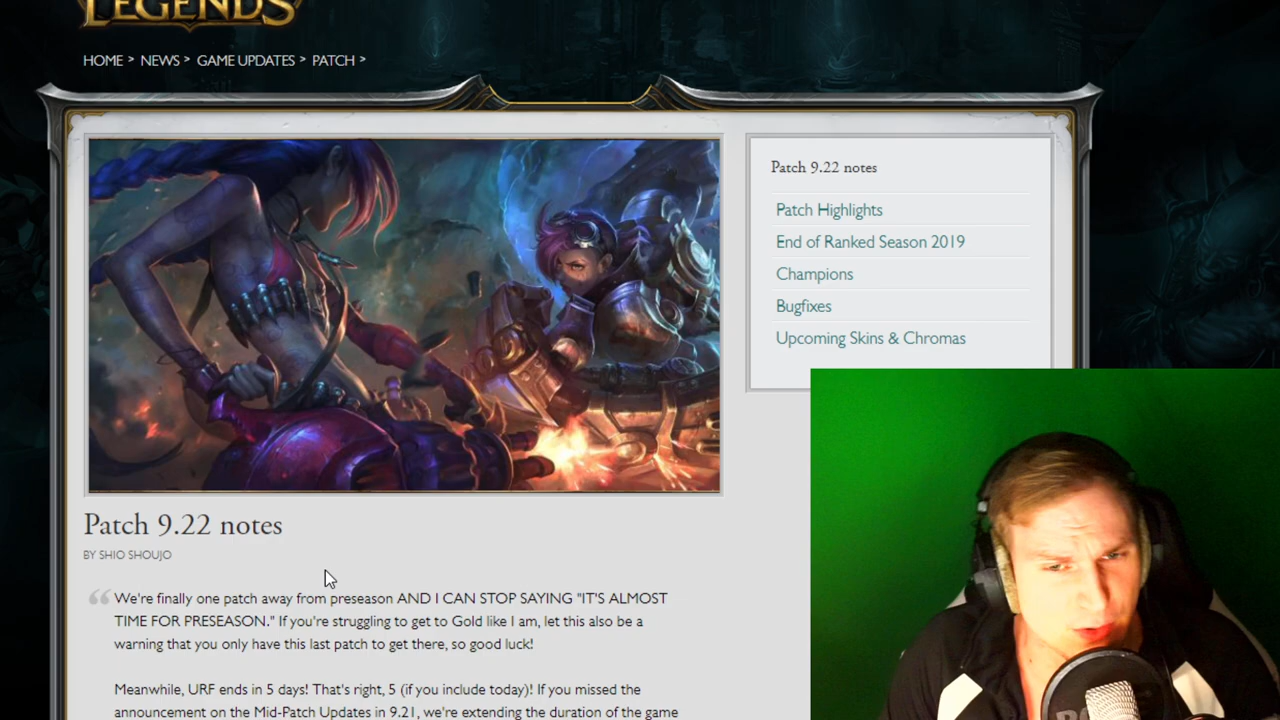 LEGENDS
HOME > NEWS > GAME UPDATES > PATCH >
Patch 9.22 notes
Patch Highlights
End of Ranked Season 2019
Champions
Bugfixes
Upcoming Skins & Chromas
Patch 9.22 notes
BY SHIO SHOUJO
“ We're finally one patch away from preseason AND I CAN STOP SAYING "IT'S ALMOST
TIME FOR PRESEASON." If you're struggling to get to Gold like I am, let this also be a
warning that you only have this last patch to get there, so good luck!
Meanwhile, URF ends in 5 days! That's right, 5 (if you include today)! If you missed the
announcement on the Mid-Patch Updates in 9.21, we're extending the duration of the game